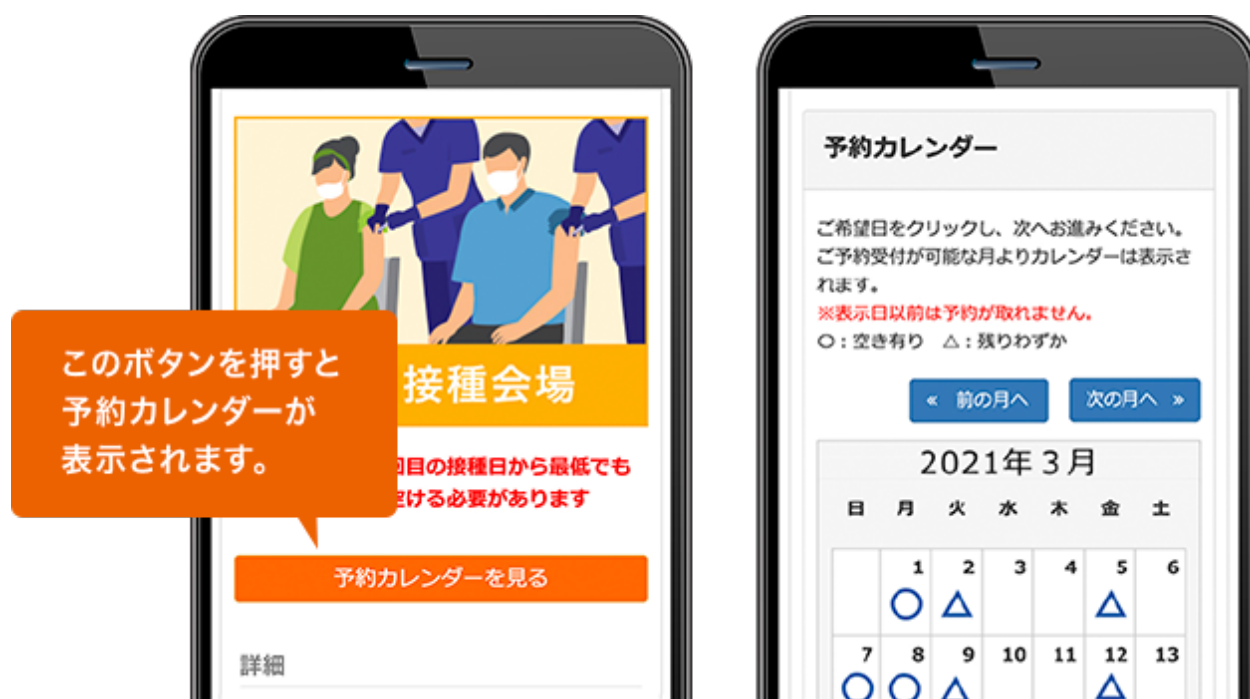 接種会場
このボタンを押すと
予約カレンダーが
表示されます。
回目の接種日から最低でも
空ける必要があります
予約カレンダーを見る
詳細
予約カレンダー
ご希望日をクリックし、次へお進みください。
ご予約受付が可能な月よりカレンダーは表示さ
れます。
※表示日以前は予約が取れません。
○:空き有り △:残りわずか
« 前の月へ 次の月へ »
2021年3月
日 月 火 水 木 金 土
1 2 3 4 5 6
○ △ △
7 8 9 10 11 12 13
○ ○ △ △